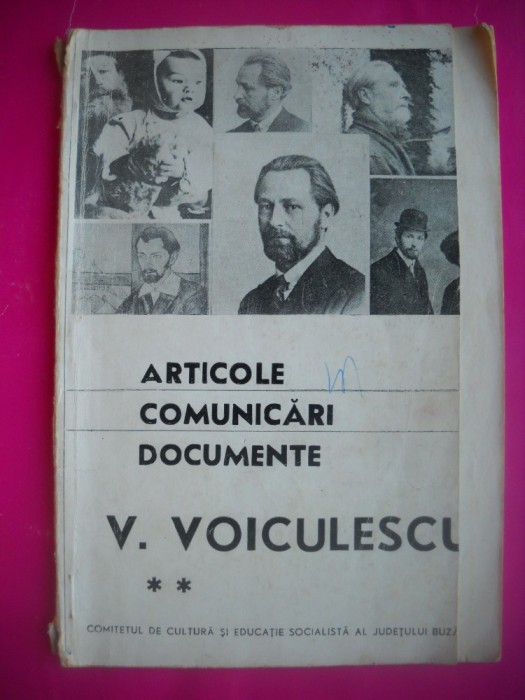 ARTICOLE
COMUNICĂRI
DOCUMENTE
V. VOICULESCU
**
COMITETUL DE CULTURĂ ȘI EDUCAȚIE SOCIALISTĂ AL JUDEȚULUI BUZĂ